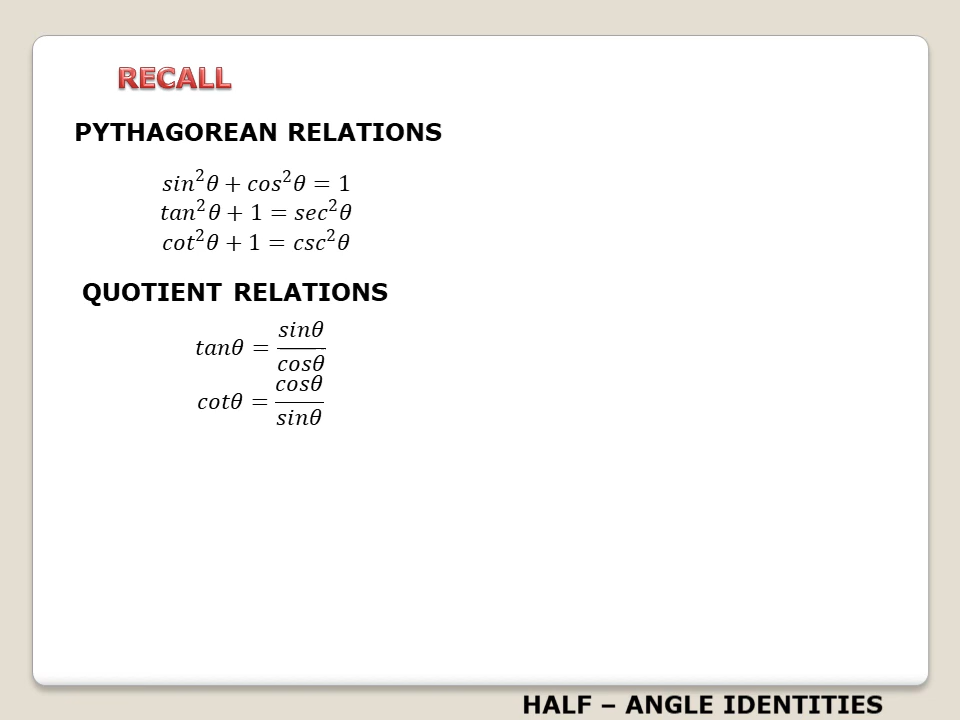 RECALL
PYTHAGOREAN RELATIONS
sin²θ + cos²θ = 1
tan²θ + 1 = sec²θ
cot²θ + 1 = csc²θ
QUOTIENT RELATIONS
tanθ = sinθ/cosθ
cotθ = cosθ/sinθ
HALF – ANGLE IDENTITIES